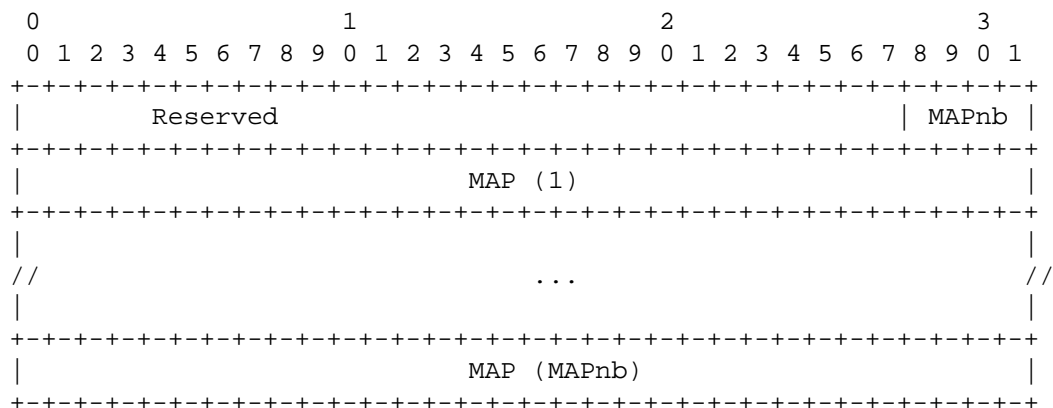 0                   1                   2                   3
 0 1 2 3 4 5 6 7 8 9 0 1 2 3 4 5 6 7 8 9 0 1 2 3 4 5 6 7 8 9 0 1
+-+-+-+-+-+-+-+-+-+-+-+-+-+-+-+-+-+-+-+-+-+-+-+-+-+-+-+-+-+-+-+-+
|        Reserved                                       | MAPnb |
+-+-+-+-+-+-+-+-+-+-+-+-+-+-+-+-+-+-+-+-+-+-+-+-+-+-+-+-+-+-+-+-+
|                            MAP (1)                            |
+-+-+-+-+-+-+-+-+-+-+-+-+-+-+-+-+-+-+-+-+-+-+-+-+-+-+-+-+-+-+-+-+
|                                                               |
//                               ...                            //
|                                                               |
+-+-+-+-+-+-+-+-+-+-+-+-+-+-+-+-+-+-+-+-+-+-+-+-+-+-+-+-+-+-+-+-+
|                            MAP (MAPnb)                        |
+-+-+-+-+-+-+-+-+-+-+-+-+-+-+-+-+-+-+-+-+-+-+-+-+-+-+-+-+-+-+-+-+